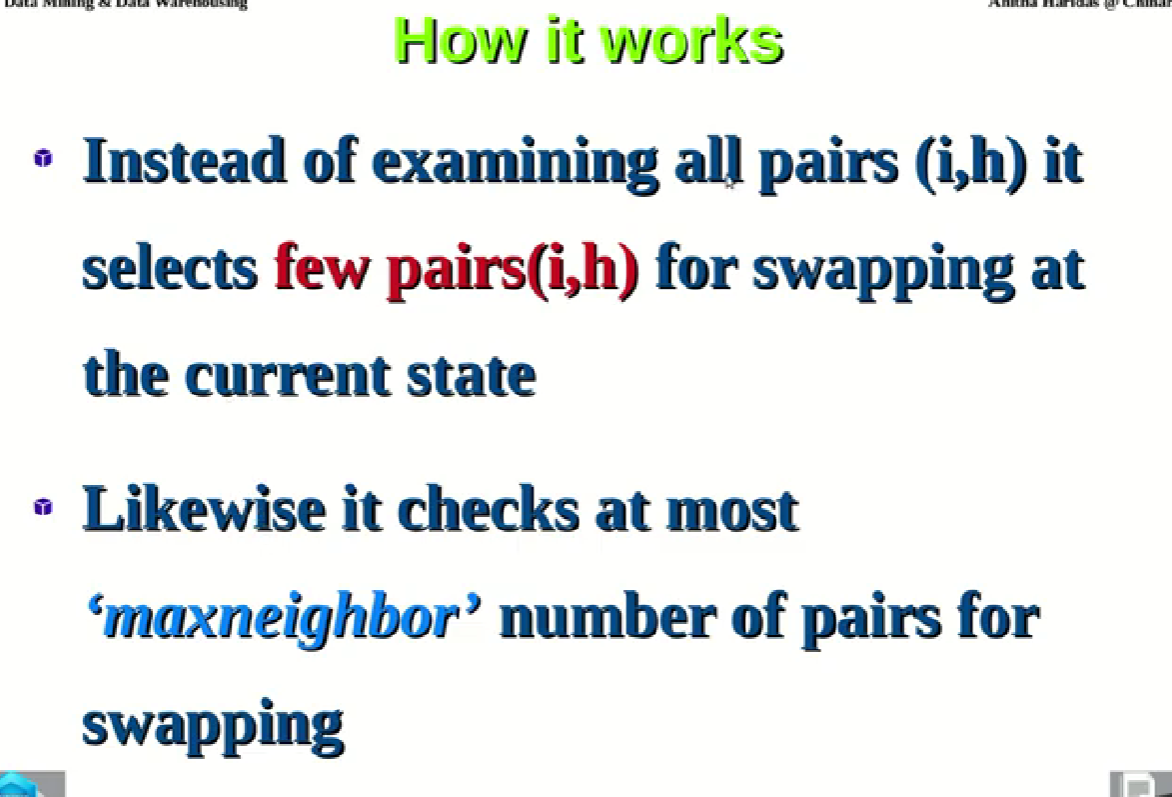 Data Mining & Data Warehousing
Anitha Haridas @ Chinar
How it works
Instead of examining all pairs (i,h) it
selects few pairs(i,h) for swapping at
the current state
Likewise it checks at most
‘maxneighbor’ number of pairs for
swapping